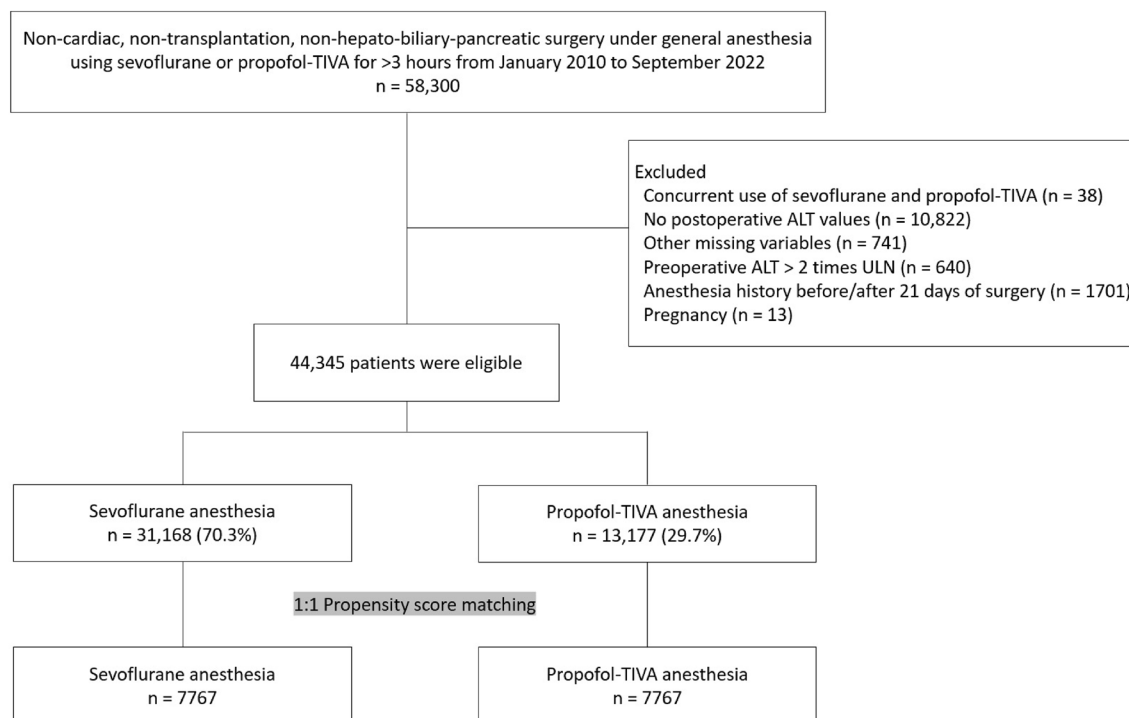 Non-cardiac, non-transplantation, non-hepato-biliary-pancreatic surgery under general anesthesia
using sevoflurane or propofol-TIVA for >3 hours from January 2010 to September 2022
n = 58,300
Excluded
Concurrent use of sevoflurane and propofol-TIVA (n = 38)
No postoperative ALT values (n = 10,822)
Other missing variables (n = 741)
Preoperative ALT > 2 times ULN (n = 640)
Anesthesia history before/after 21 days of surgery (n = 1701)
Pregnancy (n = 13)
44,345 patients were eligible
Sevoflurane anesthesia
n = 31,168 (70.3%)
Propofol-TIVA anesthesia
n = 13,177 (29.7%)
1:1 Propensity score matching
Sevoflurane anesthesia
n = 7767
Propofol-TIVA anesthesia
n = 7767